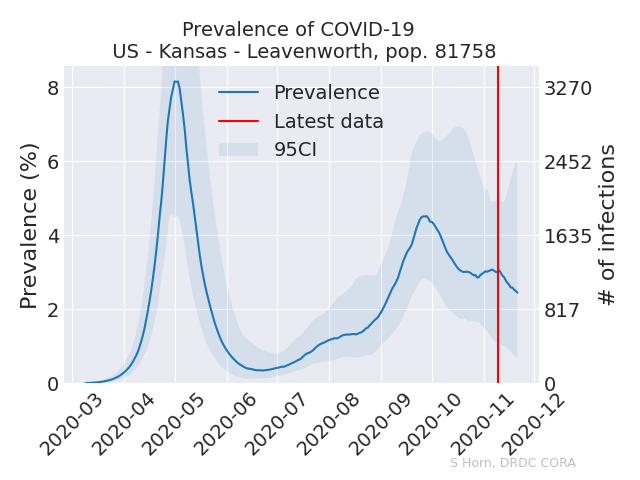 Prevalence of COVID-19
US - Kansas - Leavenworth, pop. 81758
Prevalence
Latest data
95CI
Prevalence (%)
8
6
4
2
0
3270
2452
1635
817
0
# of infections
2020-03
2020-04
2020-05
2020-06
2020-07
2020-08
2020-09
2020-10
2020-11
2020-12
S Horn, DRDC CORA